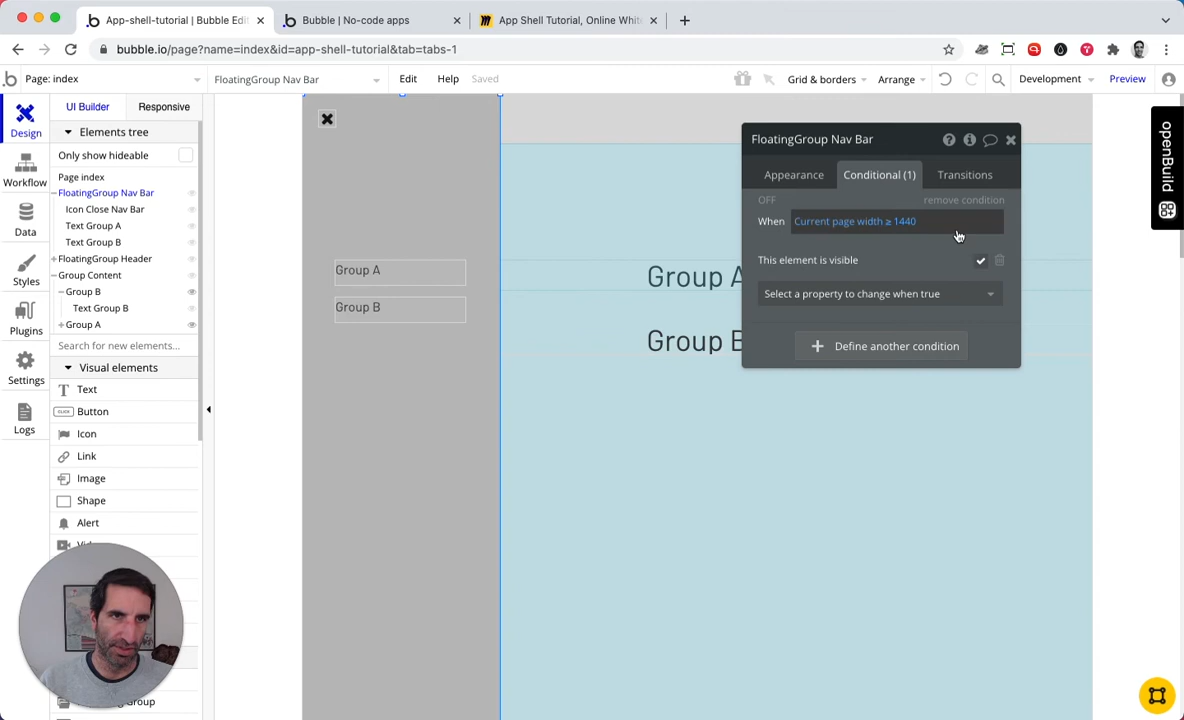 App-shell-tutorial | Bubble Edi
Bubble | No-code apps
App Shell Tutorial, Online Whit
bubble.io/page?name=index&id=app-shell-tutorial&tab=tabs-1
Page: index
FloatingGroup Nav Bar
Edit
Help
Saved
Grid & borders
Arrange
Development
Preview
Design
Workflow
Data
Styles
Plugins
Settings
Logs
UI Builder
Responsive
Elements tree
Only show hideable
Page index
FloatingGroup Nav Bar
Icon Close Nav Bar
Text Group A
Text Group B
FloatingGroup Header
Group Content
Group B
Text Group B
Group A
Search for new elements...
Visual elements
Text
CLICK
Button
Icon
Link
Image
Shape
Alert
Group A
Group B
Group A
Group B
FloatingGroup Nav Bar
Appearance
Conditional (1)
Transitions
OFF
remove condition
When
Current page width ≥ 1440
This element is visible
Select a property to change when true
Define another condition
openBuild